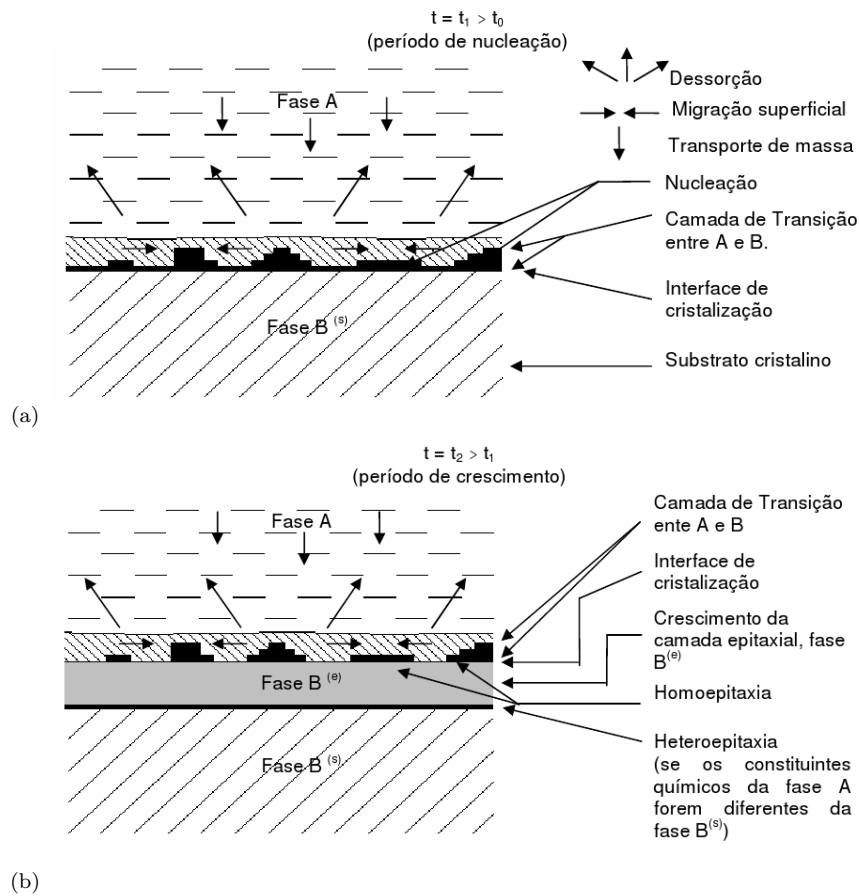 t = t₁ > t₀
(período de nucleação)
Fase A
Dessorção
Migração superficial
Transporte de massa
Nucleação
Camada de Transição
entre A e B.
Interface de
cristalização
Fase B ⁽ˢ⁾
Substrato cristalino
(a)
t = t₂ > t₁
(período de crescimento)
Fase A
Camada de Transição
ente A e B
Interface de
cristalização
Crescimento da
camada epitaxial, fase
B⁽ᵉ⁾
Fase B ⁽ᵉ⁾
Homoepitaxia
Fase B ⁽ˢ⁾
Heteroepitaxia
(se os constituintes
químicos da fase A
forem diferentes da
fase B⁽ˢ⁾)
(b)